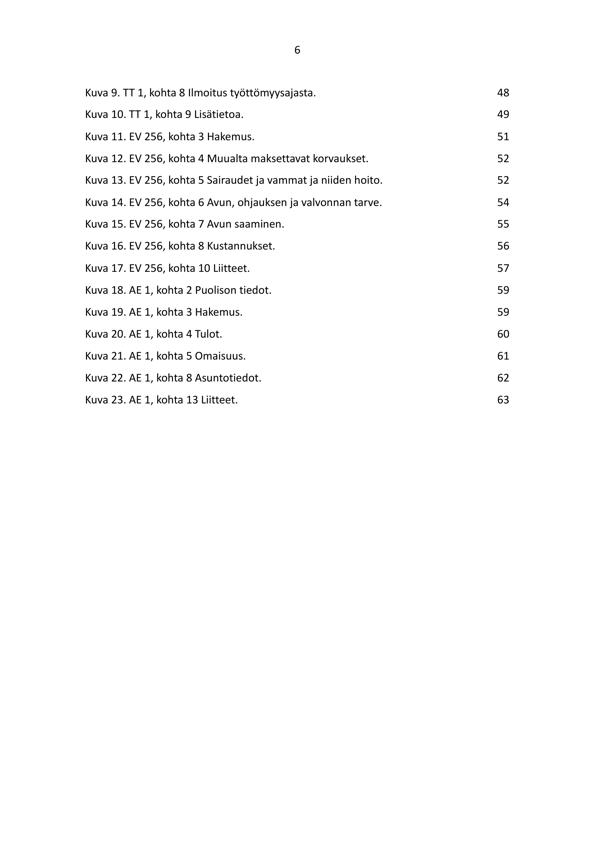 6
Kuva 9. TT 1, kohta 8 Ilmoitus työttömyysajasta. 48
Kuva 10. TT 1, kohta 9 Lisätietoa. 49
Kuva 11. EV 256, kohta 3 Hakemus. 51
Kuva 12. EV 256, kohta 4 Muualta maksettavat korvaukset. 52
Kuva 13. EV 256, kohta 5 Sairaudet ja vammat ja niiden hoito. 52
Kuva 14. EV 256, kohta 6 Avun, ohjauksen ja valvonnan tarve. 54
Kuva 15. EV 256, kohta 7 Avun saaminen. 55
Kuva 16. EV 256, kohta 8 Kustannukset. 56
Kuva 17. EV 256, kohta 10 Liitteet. 57
Kuva 18. AE 1, kohta 2 Puolison tiedot. 59
Kuva 19. AE 1, kohta 3 Hakemus. 59
Kuva 20. AE 1, kohta 4 Tulot. 60
Kuva 21. AE 1, kohta 5 Omaisuus. 61
Kuva 22. AE 1, kohta 8 Asuntotiedot. 62
Kuva 23. AE 1, kohta 13 Liitteet. 63